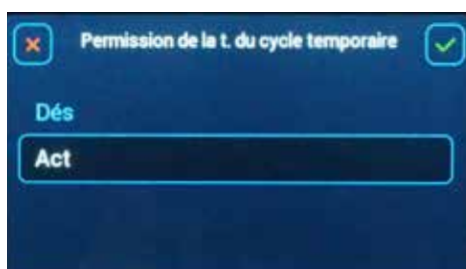 Permission de la t. du cycle temporaire
Dés
Act